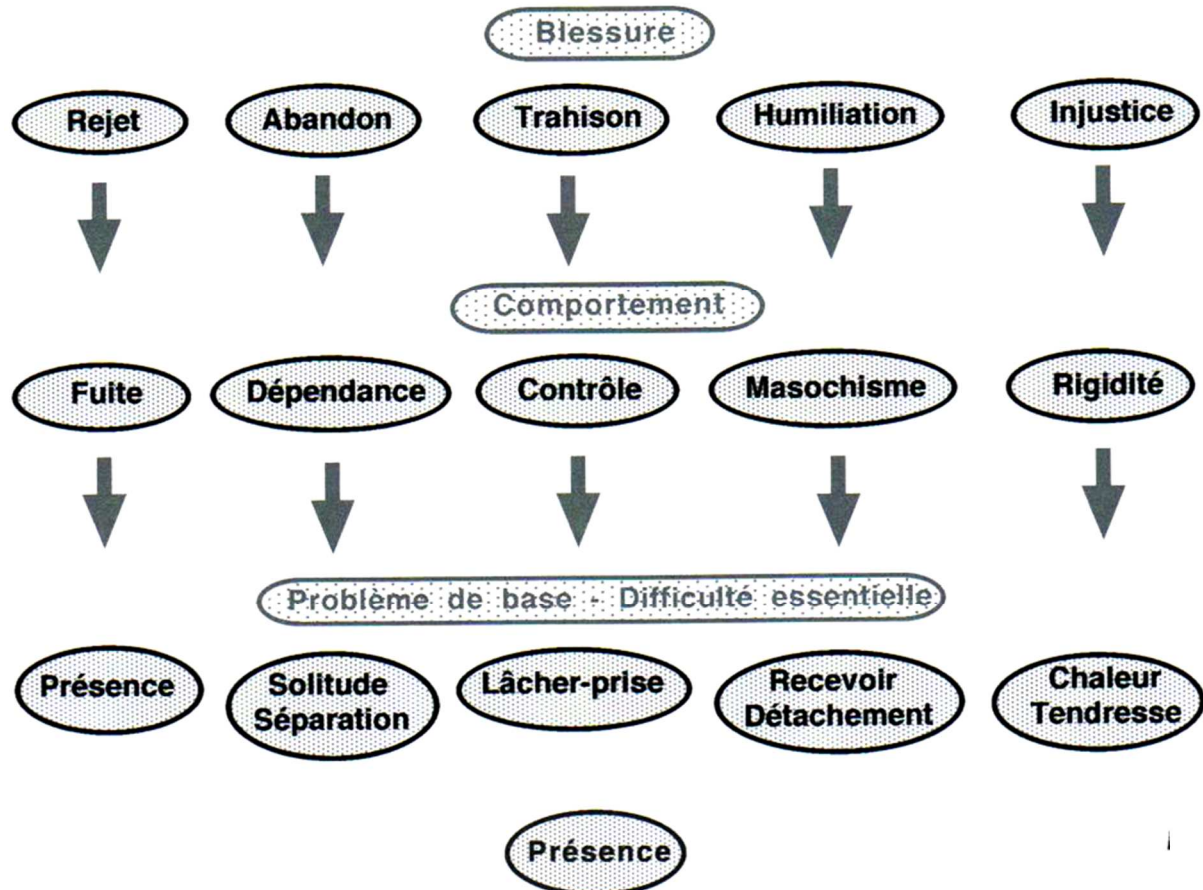 Blessure
Rejet Abandon Trahison Humiliation Injustice
Comportement
Fuite Dépendance Contrôle Masochisme Rigidité
Problème de base - Difficulté essentielle
Présence Solitude Lâcher-prise Recevoir Chaleur
Séparation Détachement Tendresse
Présence